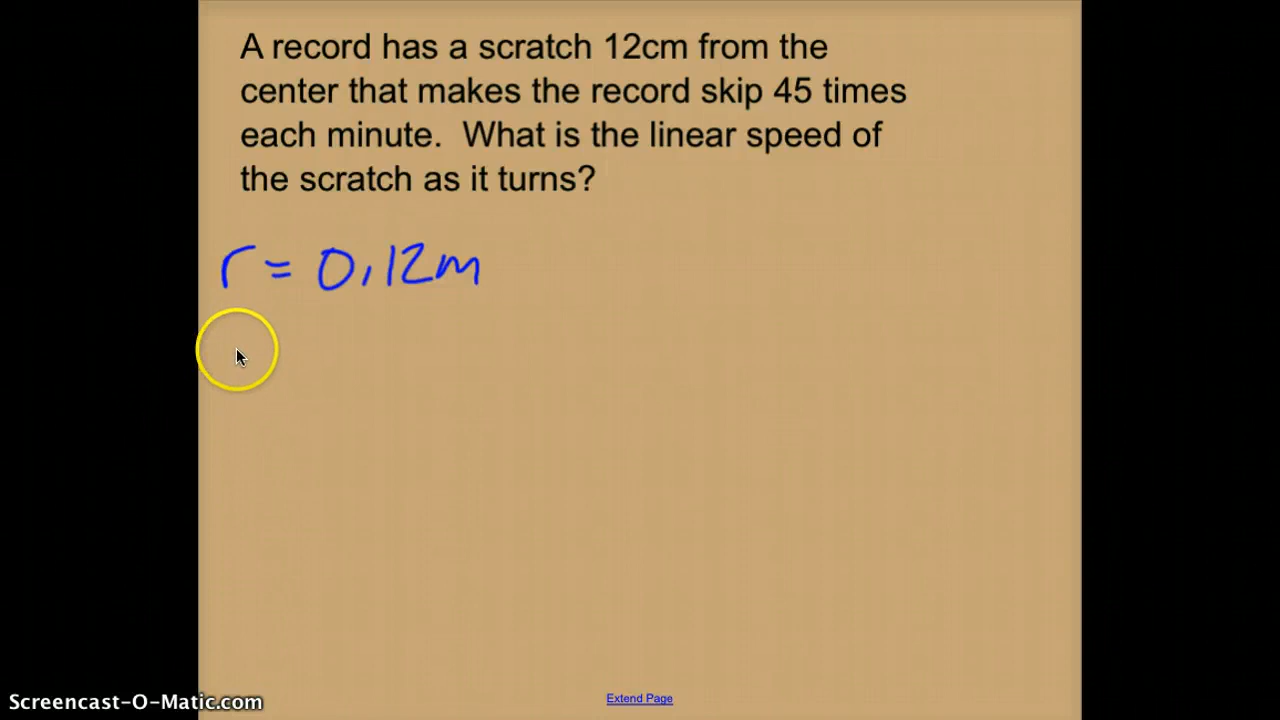 A record has a scratch 12cm from the
center that makes the record skip 45 times
each minute.  What is the linear speed of
the scratch as it turns?
r = 0,12m
Extend Page
Screencast-O-Matic.com